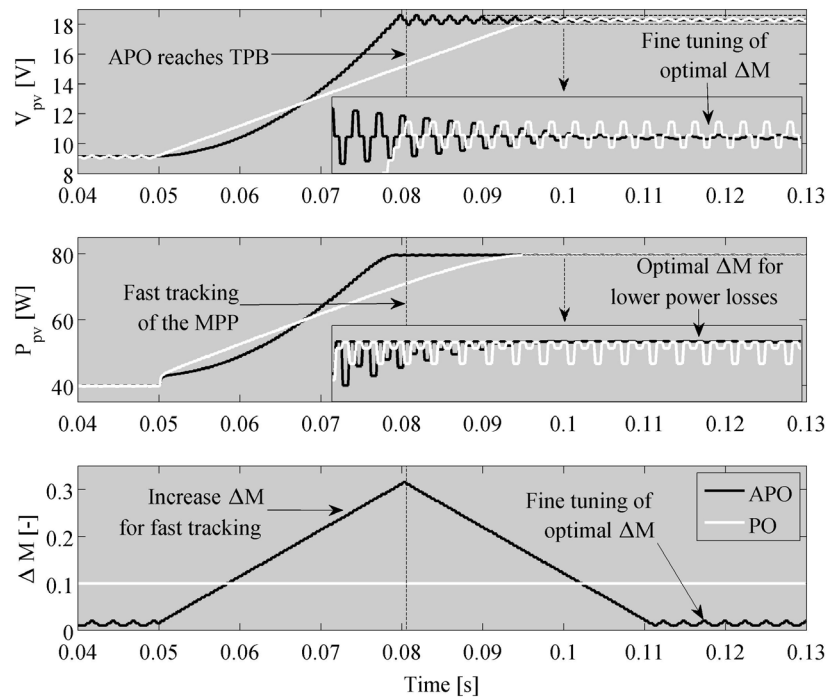 18
16
14
12
10
8
V_pv [V]
APO reaches TPB
Fine tuning of
optimal ΔM
0.04 0.05 0.06 0.07 0.08 0.09 0.1 0.11 0.12 0.13
80
60
40
P_pv [W]
Fast tracking
of the MPP
Optimal ΔM for
lower power losses
0.04 0.05 0.06 0.07 0.08 0.09 0.1 0.11 0.12 0.13
0.3
0.2
0.1
0
Δ M [-]
Increase ΔM
for fast tracking
Fine tuning of
optimal ΔM
APO
PO
0.04 0.05 0.06 0.07 0.08 0.09 0.1 0.11 0.12 0.13
Time [s]